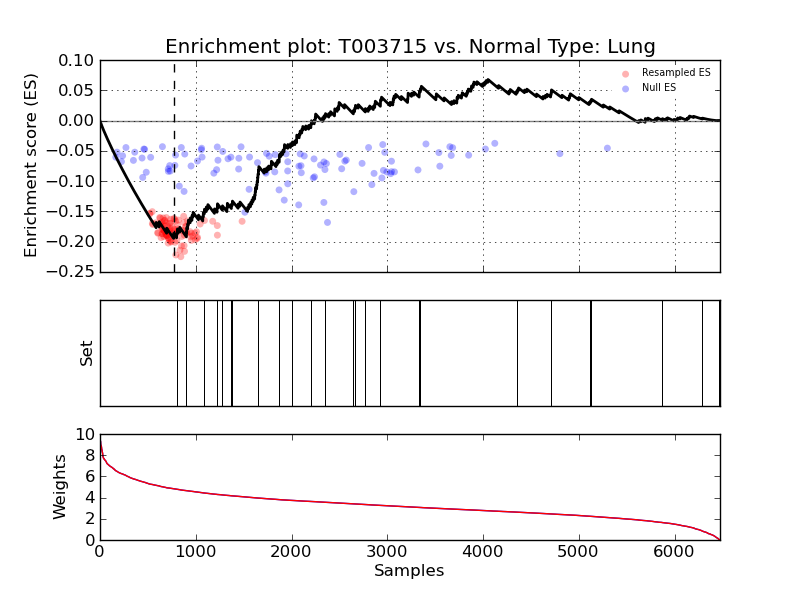 Enrichment plot: T003715 vs. Normal Type: Lung
Enrichment score (ES)
0.10
0.05
0.00
−0.05
−0.10
−0.15
−0.20
−0.25
Resampled ES
Null ES
Set
Weights
10
8
6
4
2
0
0 1000 2000 3000 4000 5000 6000
Samples